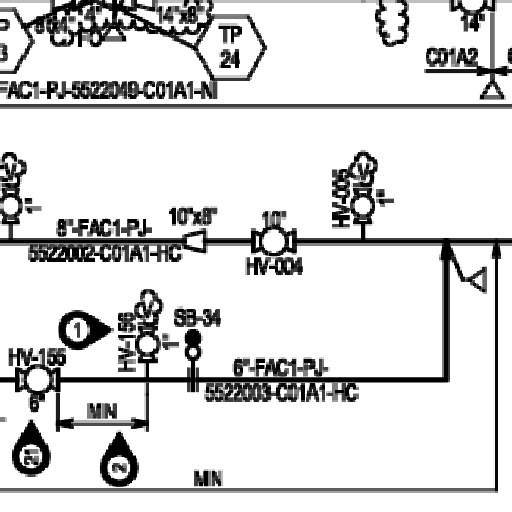 14"x8"
TP
24
14"
C01A2
FAC1-PJ-5522049-C01A1-NI
HV-005
1"
1"
10"x8"
10"
8"-FAC1-PJ-
5522002-C01A1-HC
HV-004
1
HV-156
1"
SB-34
HV-155
6"
6"-FAC1-PJ-
5522003-C01A1-HC
MIN
21
2
MIN